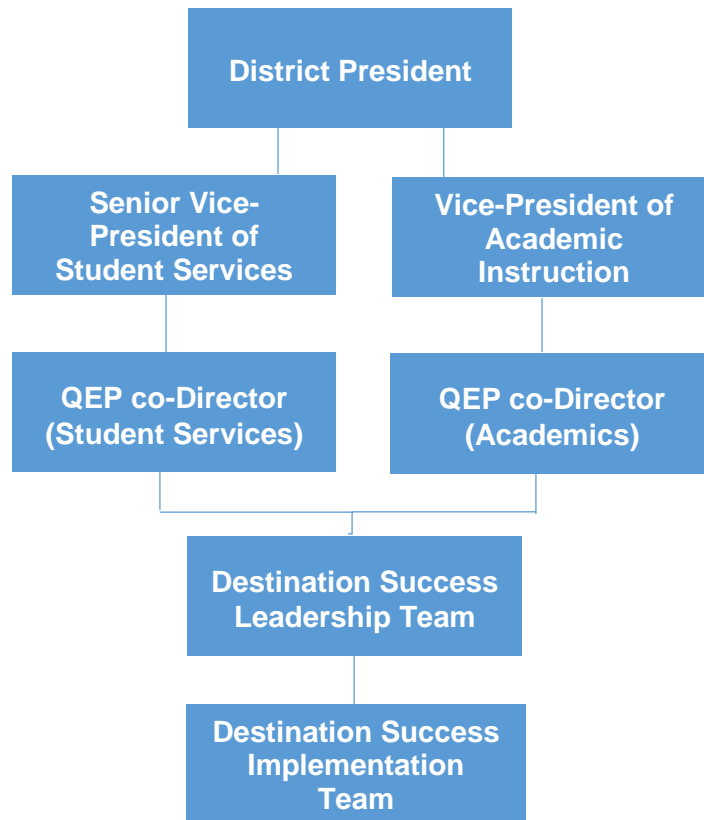 District President
Senior Vice-
President of
Student Services
Vice-President of
Academic
Instruction
QEP co-Director
(Student Services)
QEP co-Director
(Academics)
Destination Success
Leadership Team
Destination Success
Implementation
Team